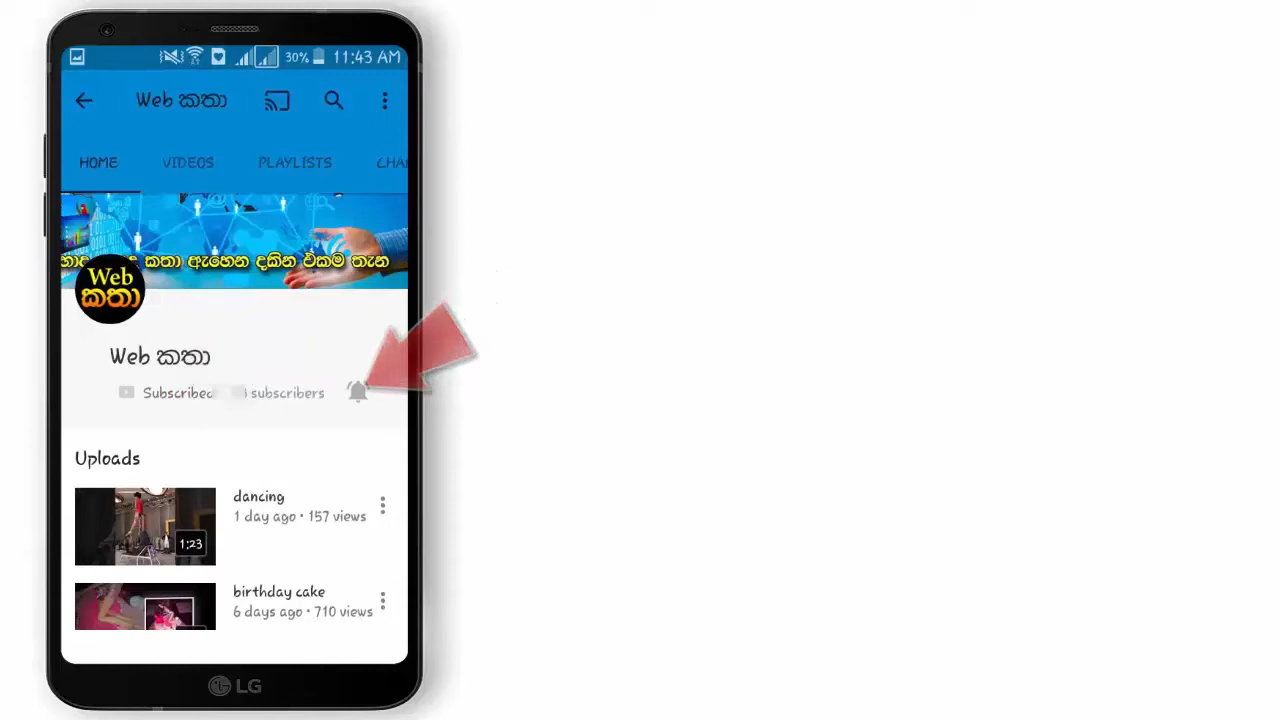 30% 11:43 AM
Web කතා
HOME VIDEOS PLAYLISTS
කතා ඇහෙන දකින එකම තැන
Web
කතා
Web කතා
Subscribed subscribers
Uploads
dancing
1 day ago • 157 views
1:23
birthday cake
6 days ago • 710 views
LG